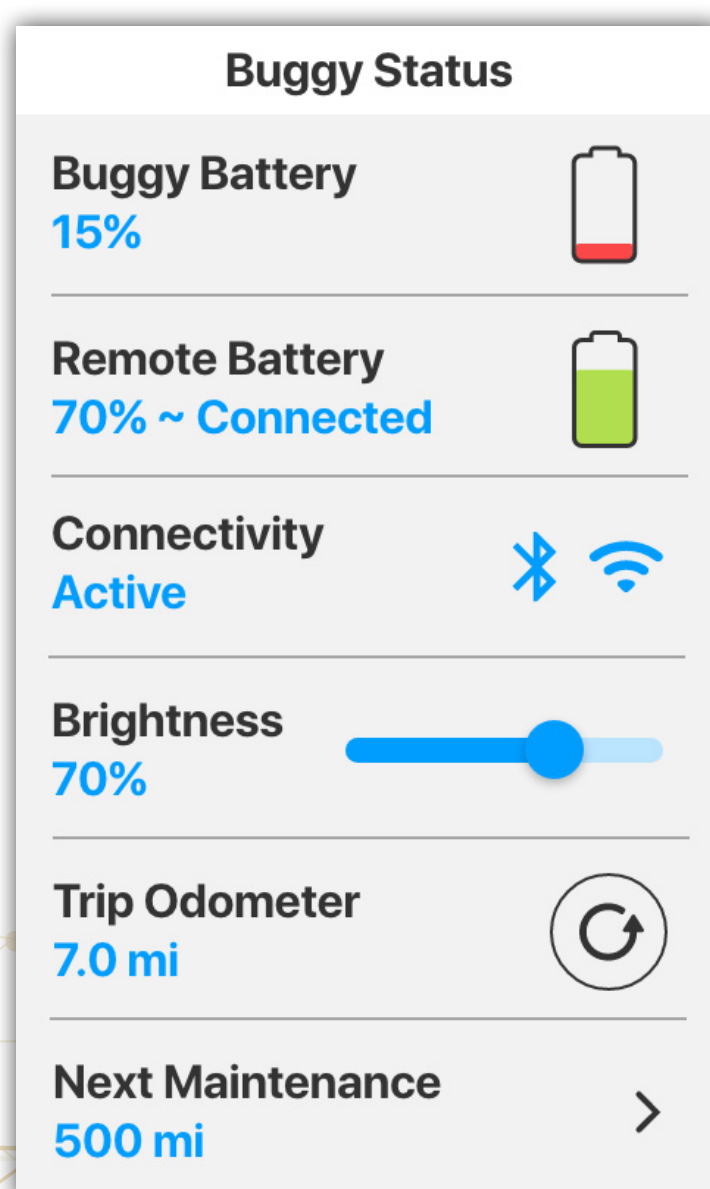 Buggy Status
Buggy Battery
15%
Remote Battery
70% ~ Connected
Connectivity
Active
Brightness
70%
Trip Odometer
7.0 mi
Next Maintenance
500 mi